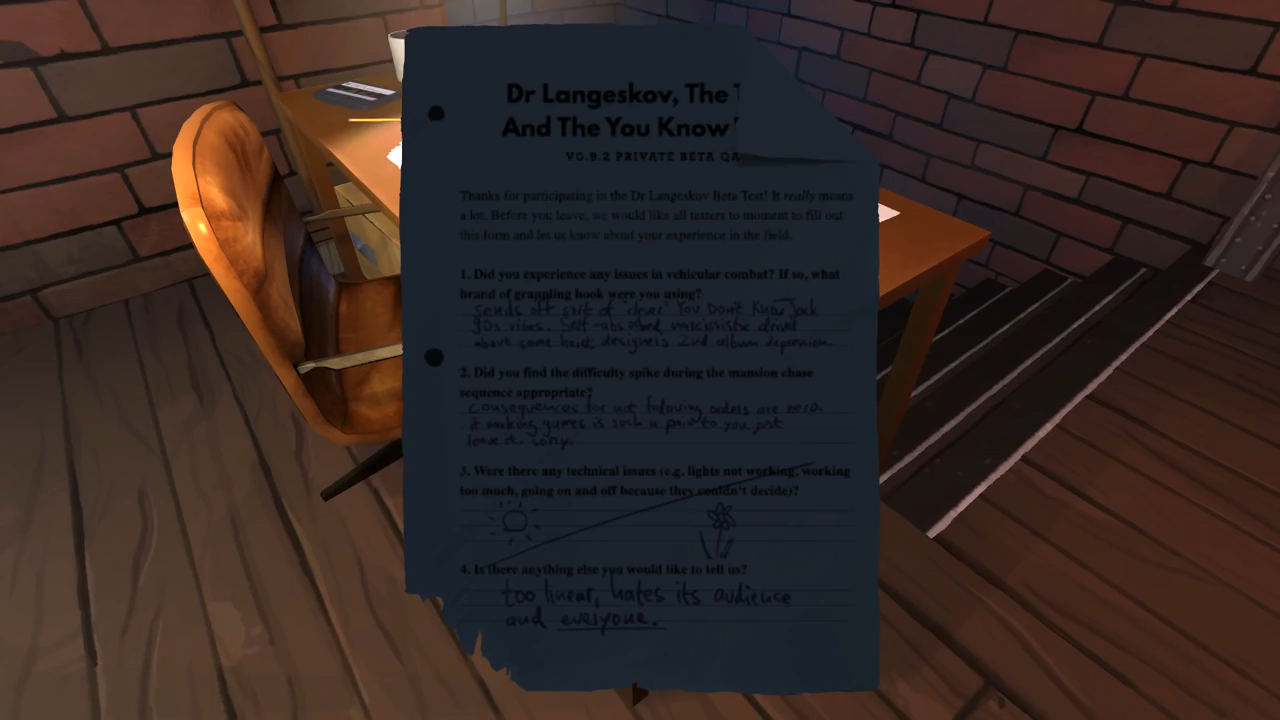 Dr Langeskov, The T
And The You Know
V0.9.2 PRIVATE BETA QA
Thanks for participating in the Dr Langeskov Beta Test! It really means
a lot. Before you leave, we would like all testers to moment to fill out
this form and let us know about your experience in the field.
1. Did you experience any issues in vehicular combat? If so, what
brand of grappling hook were you using?
Sends off sort of 'clever' You Don't Know Jack
90s vibes. Self-absorbed narcissistic drivel
about some hoist designers 2nd album depression.
2. Did you find the difficulty spike during the mansion chase
sequence appropriate?
Consequences for not following orders are zero.
if making games is such a pain to you, just
leave it. Sorry.
3. Were there any technical issues (e.g. lights not working, working
too much, going on and off because they couldn't decide)?
4. Is there anything else you would like to tell us?
too linear, hates its audience
and everyone.